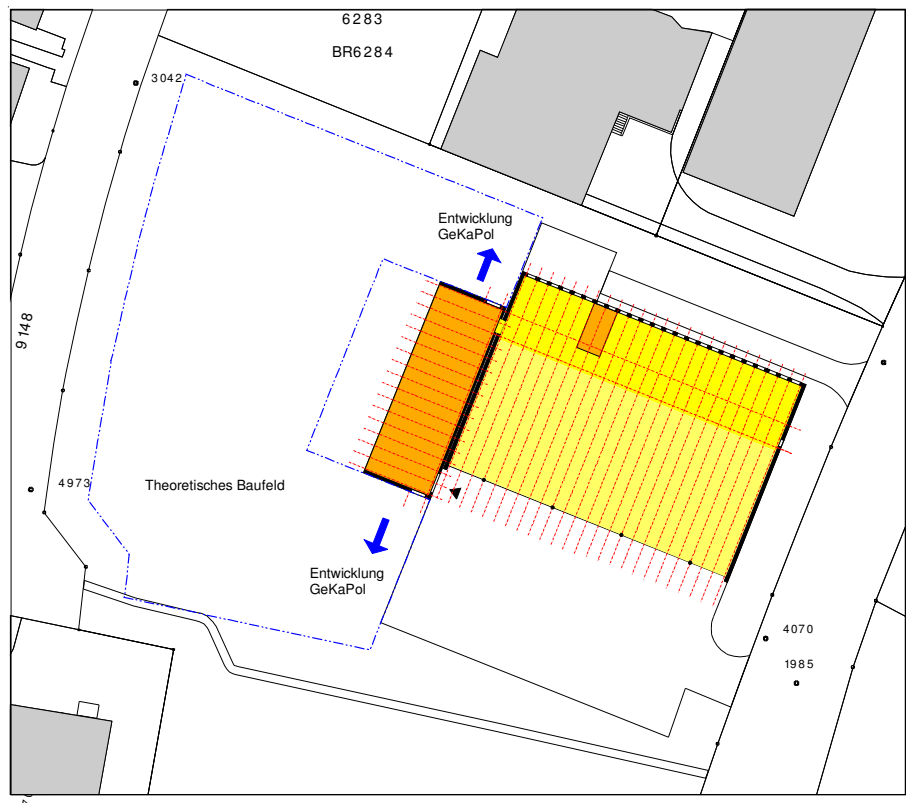 6283
BR6284
3042
Entwicklung
GeKaPol
9148
4973
Theoretisches Baufeld
Entwicklung
GeKaPol
4070
1985